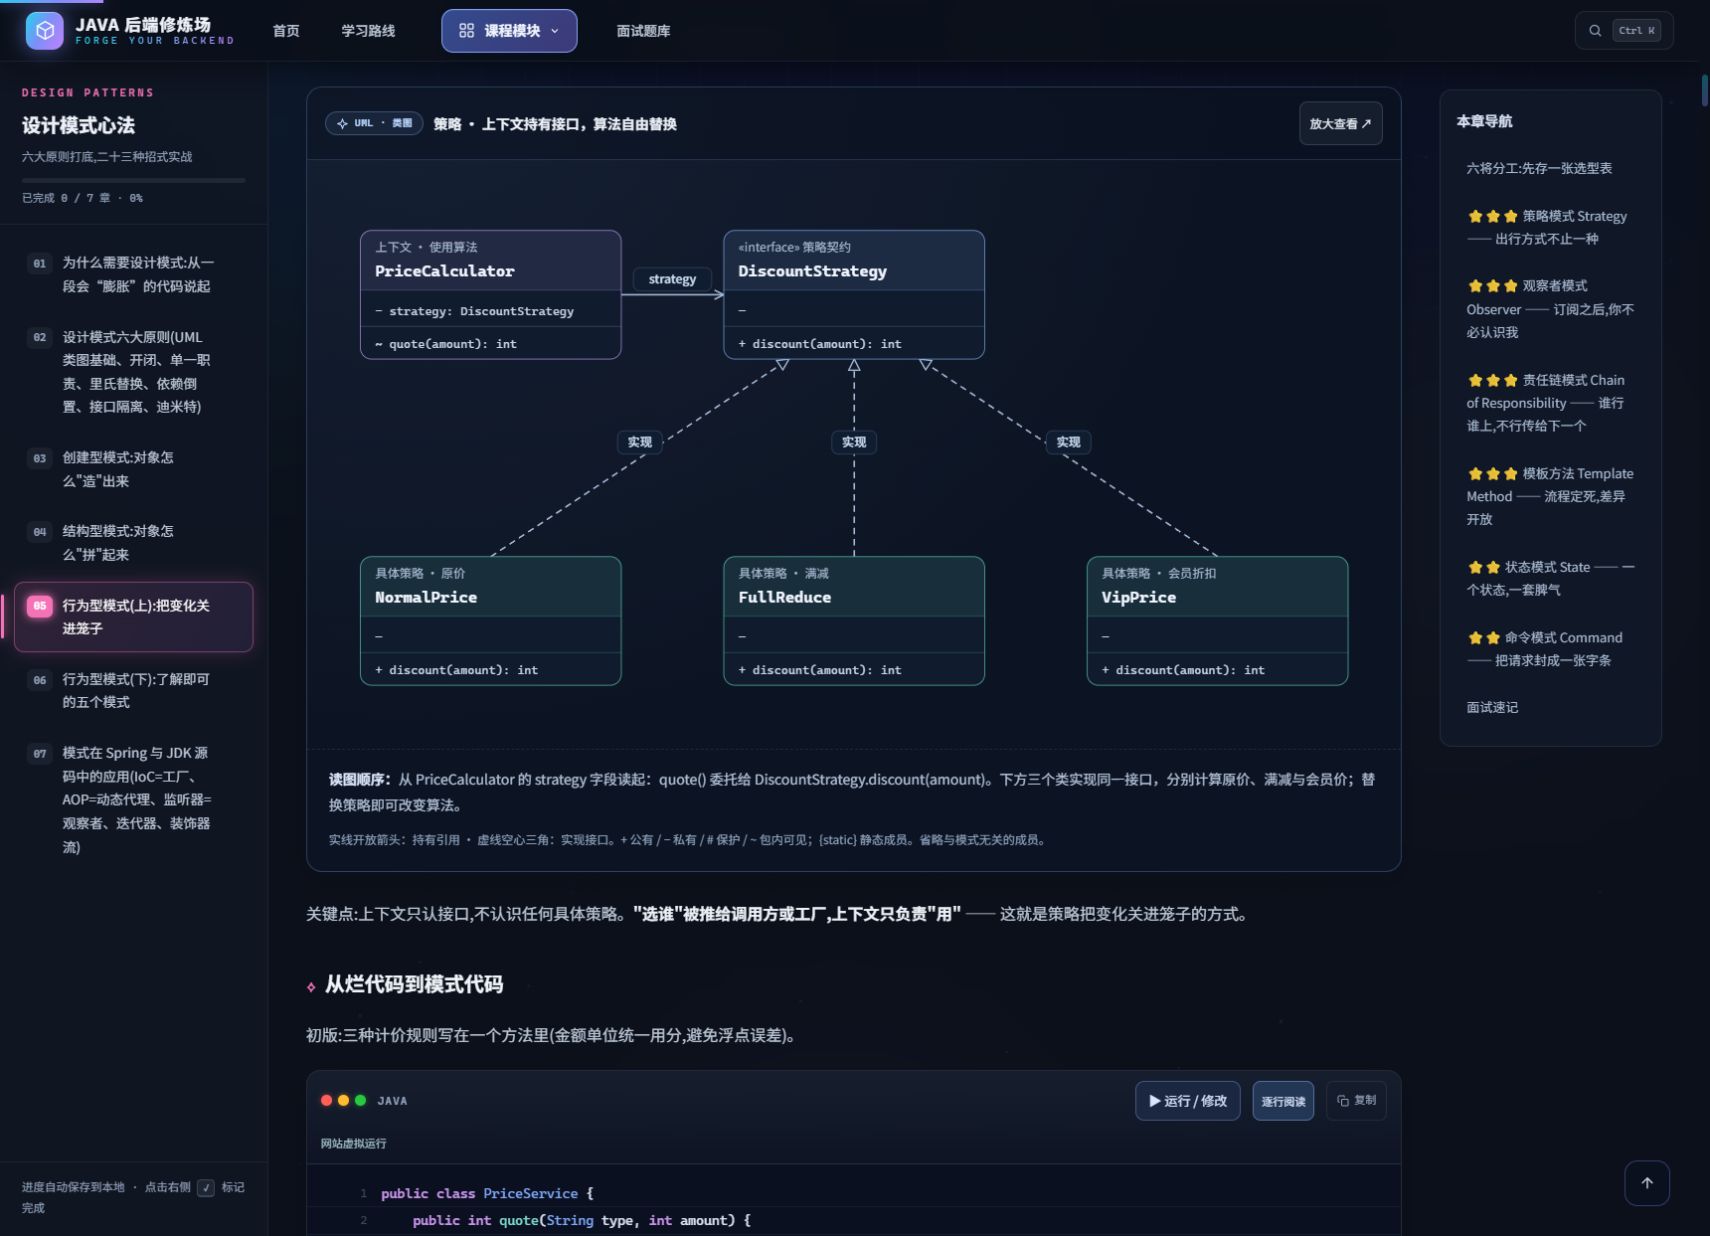 JAVA 后端修炼场
FORGE YOUR BACKEND
首页
学习路线
课程模块
面试题库
Ctrl K
DESIGN PATTERNS
设计模式心法
六大原则打底,二十三种招式实战
已完成 0 / 7 章 · 0%
01 为什么需要设计模式:从一
段会“膨胀”的代码说起
02 设计模式六大原则(UML
类图基础、开闭、单一职
责、里氏替换、依赖倒
置、接口隔离、迪米特)
03 创建型模式:对象怎
么"造"出来
04 结构型模式:对象怎
么"拼"起来
05 行为型模式(上):把变化关
进笼子
06 行为型模式(下):了解即可
的五个模式
07 模式在 Spring 与 JDK 源
码中的应用(IoC=工厂、
AOP=动态代理、监听器=
观察者、迭代器、装饰器
流)
进度自动保存到本地 · 点击右侧 ✓ 标记
完成
UML · 类图 策略 · 上下文持有接口，算法自由替换
放大查看 ↗
上下文 · 使用算法
PriceCalculator
− strategy: DiscountStrategy
~ quote(amount): int
strategy
«interface» 策略契约
DiscountStrategy
—
+ discount(amount): int
实现
实现
实现
具体策略 · 原价
NormalPrice
—
+ discount(amount): int
具体策略 · 满减
FullReduce
—
+ discount(amount): int
具体策略 · 会员折扣
VipPrice
—
+ discount(amount): int
读图顺序：从 PriceCalculator 的 strategy 字段读起：quote() 委托给 DiscountStrategy.discount(amount)。下方三个类实现同一接口，分别计算原价、满减与会员价；替
换策略即可改变算法。
实线开放箭头：持有引用 · 虚线空心三角：实现接口。+ 公有 / − 私有 / # 保护 / ~ 包内可见；{static} 静态成员。省略与模式无关的成员。
关键点:上下文只认接口,不认识任何具体策略。"选谁"被推给调用方或工厂,上下文只负责"用" —— 这就是策略把变化关进笼子的方式。
从烂代码到模式代码
初版:三种计价规则写在一个方法里(金额单位统一用分,避免浮点误差)。
JAVA
▶ 运行 / 修改
逐行阅读
复制
网站虚拟运行
1 public class PriceService {
2 public int quote(String type, int amount) {
本章导航
六将分工:先存一张选型表
⭐⭐⭐ 策略模式 Strategy
—— 出行方式不止一种
⭐⭐⭐ 观察者模式
Observer —— 订阅之后,你不
必认识我
⭐⭐⭐ 责任链模式 Chain
of Responsibility —— 谁行
谁上,不行传给下一个
⭐⭐⭐ 模板方法 Template
Method —— 流程定死,差异
开放
⭐⭐ 状态模式 State —— 一
个状态,一套脾气
⭐⭐ 命令模式 Command
—— 把请求封成一张字条
面试速记